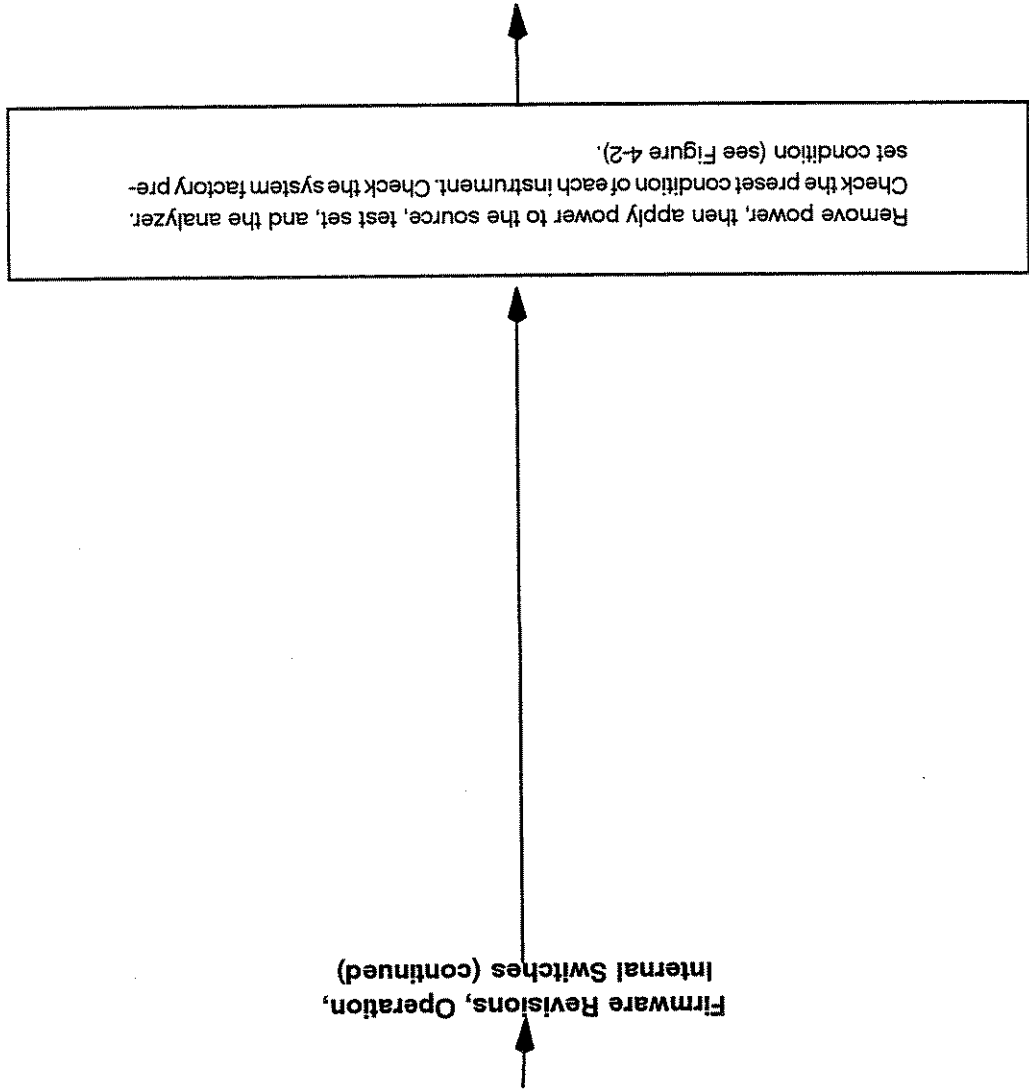 Firmware Revisions, Operation,
Internal Switches (continued)
Remove power, then apply power to the source, test set, and the analyzer.
Check the preset condition of each instrument. Check the system factory pre-
set condition (see Figure 4-2).